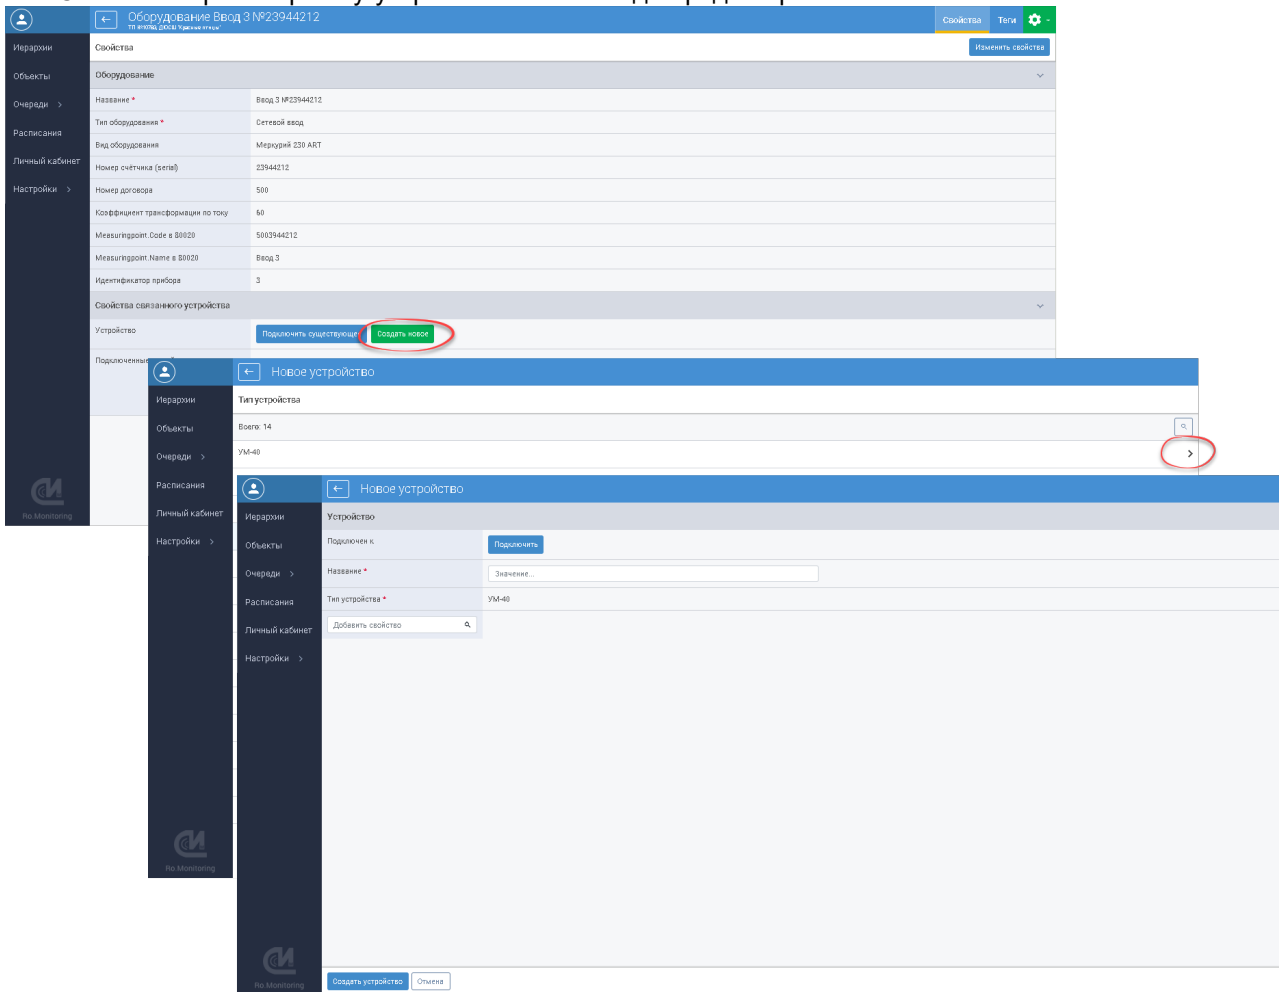 Оборудование Ввод 3 №23944212
Свойства
Теги
Иерархии
Объекты
Очереди
Расписания
Личный кабинет
Настройки
Ro.Monitoring
Свойства
Изменить свойства
Оборудование
Название *
Ввод 3 №23944212
Тип оборудования *
Сетевой ввод
Вид оборудования
Меркурий 230 ART
Номер счётчика (serial)
23944212
Номер договора
500
Коэффициент трансформации по току
60
Measuringpoint.Code в 80020
5003944212
Measuringpoint.Name в 80020
Ввод 3
Идентификатор прибора
3
Свойства связанного устройства
Устройство
Подключить существующе
Создать новое
Подключенные
Новое устройство
Иерархии
Объекты
Очереди
Расписания
Личный кабинет
Настройки
Ro.Monitoring
Тип устройства
Всего: 14
УМ-40
Новое устройство
Иерархии
Объекты
Очереди
Расписания
Личный кабинет
Настройки
Ro.Monitoring
Устройство
Подключен к
Подключить
Название *
Значение...
Тип устройства *
УМ-40
Добавить свойство
Создать устройство
Отмена